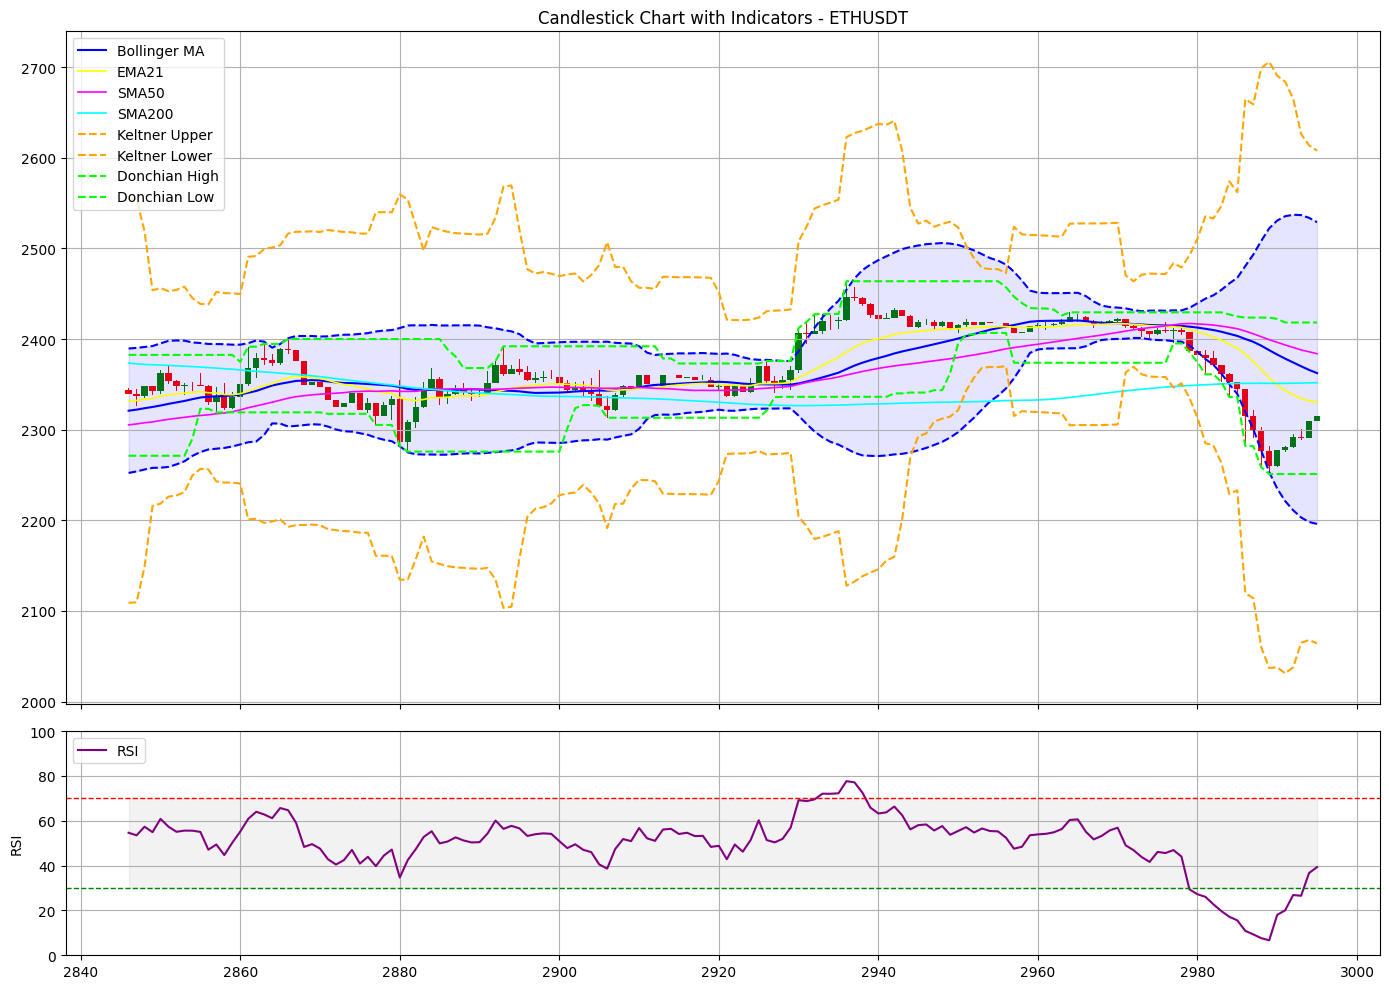 Candlestick Chart with Indicators - ETHUSDT
Bollinger MA
EMA21
SMA50
SMA200
Keltner Upper
Keltner Lower
Donchian High
Donchian Low
2700
2600
2500
2400
2300
2200
2100
2000
RSI
RSI
100
80
60
40
20
0
2840 2860 2880 2900 2920 2940 2960 2980 3000